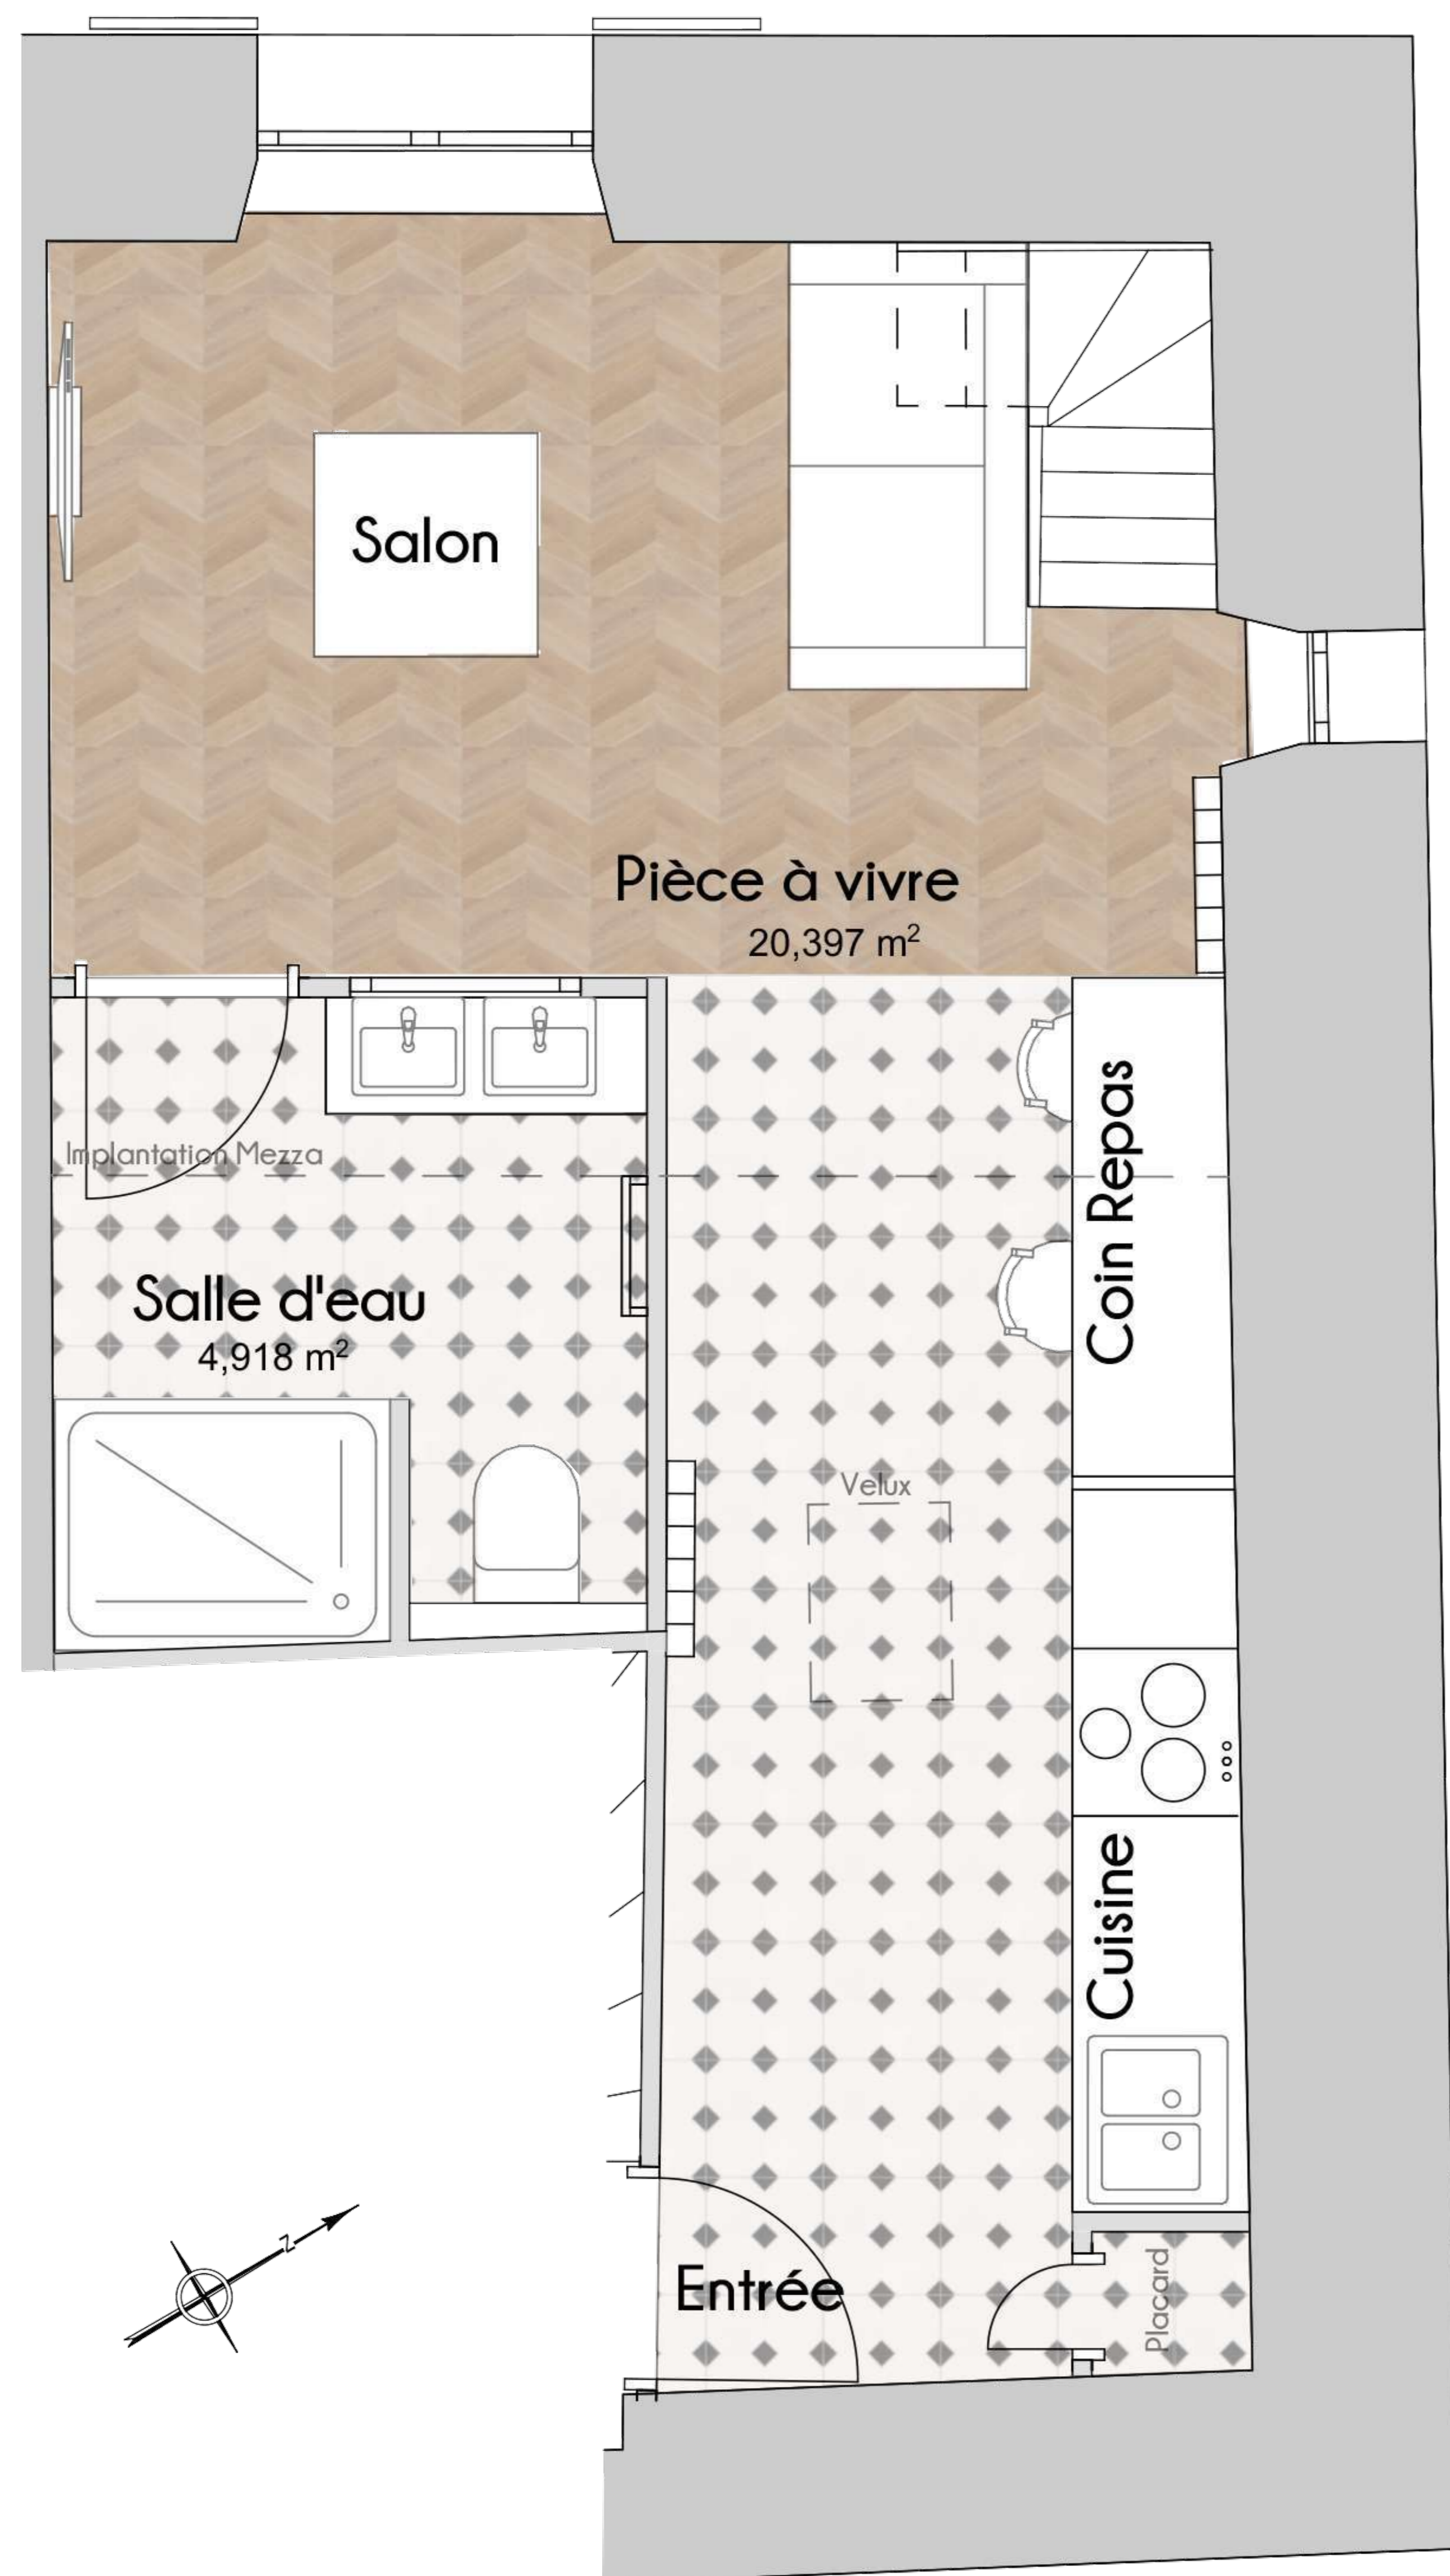 Salon
Pièce à vivre
20,397 m²
Implantation Mezza
Coin Repas
Salle d'eau
4,918 m²
Velux
Cuisine
Entrée
Placard
N